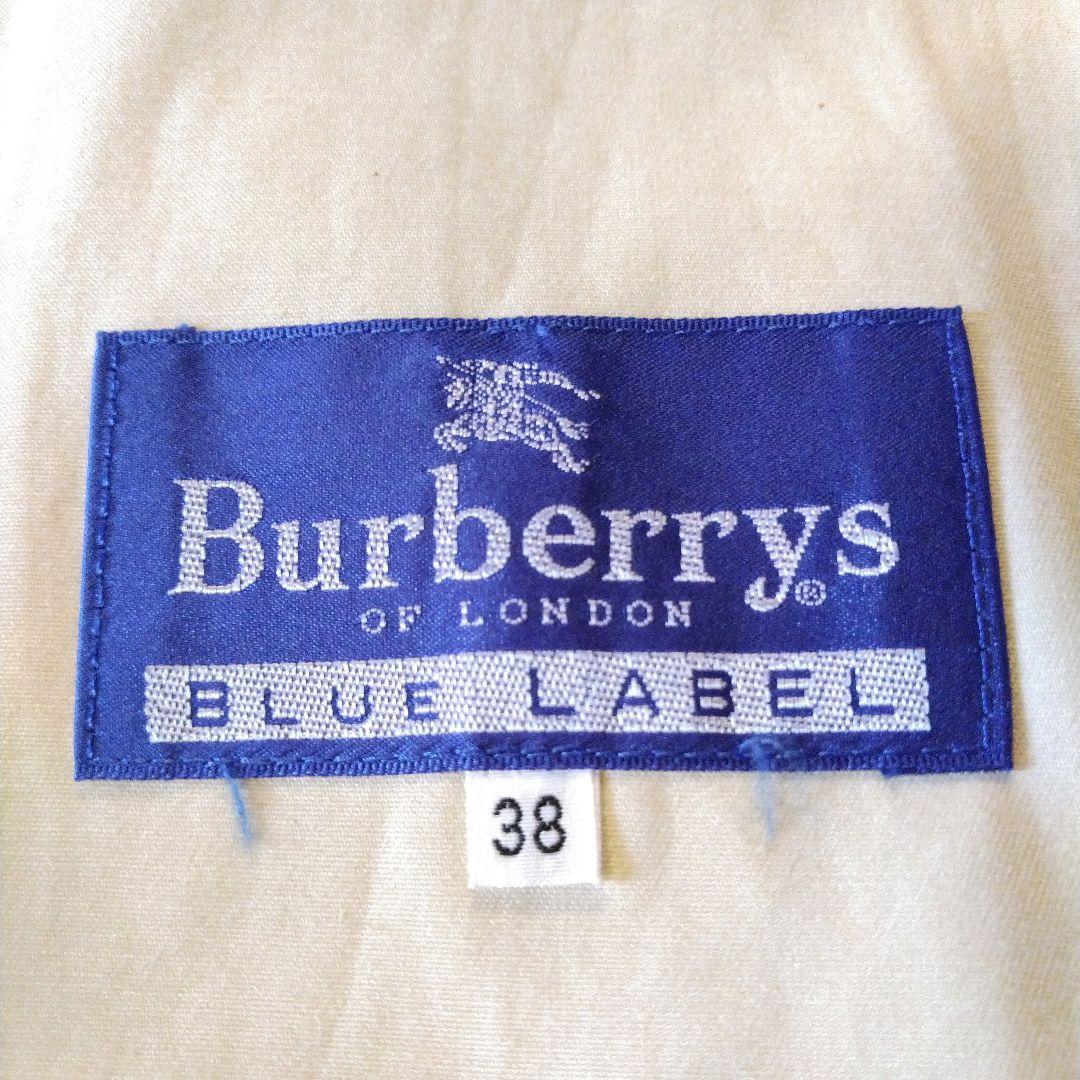 Burberrys®
OF LONDON
BLUE LABEL
38